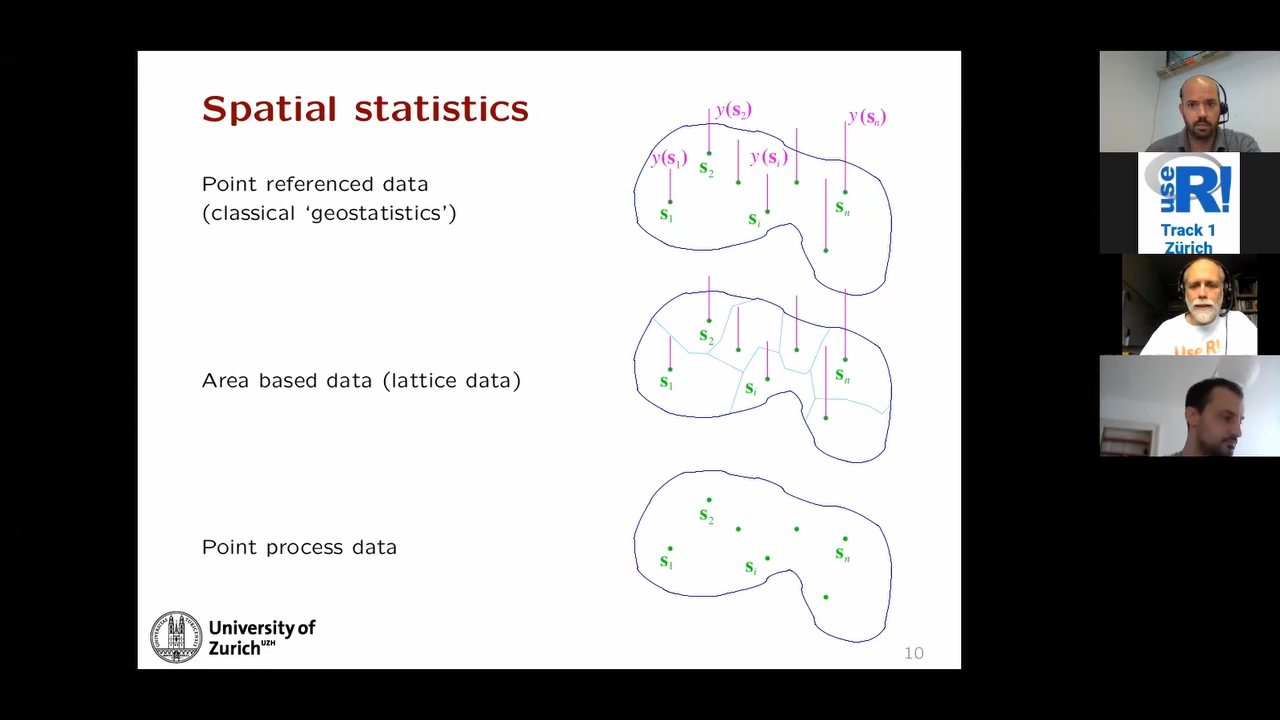 Spatial statistics
Point referenced data
(classical ‘geostatistics’)
y(s₁)
y(s₂)
y(sᵢ)
y(sₙ)
s₁
s₂
sᵢ
sₙ
Area based data (lattice data)
s₁
s₂
sᵢ
sₙ
Point process data
s₁
s₂
sᵢ
sₙ
University of
Zurich UZH
10
use R!
Track 1
Zürich
Use R!